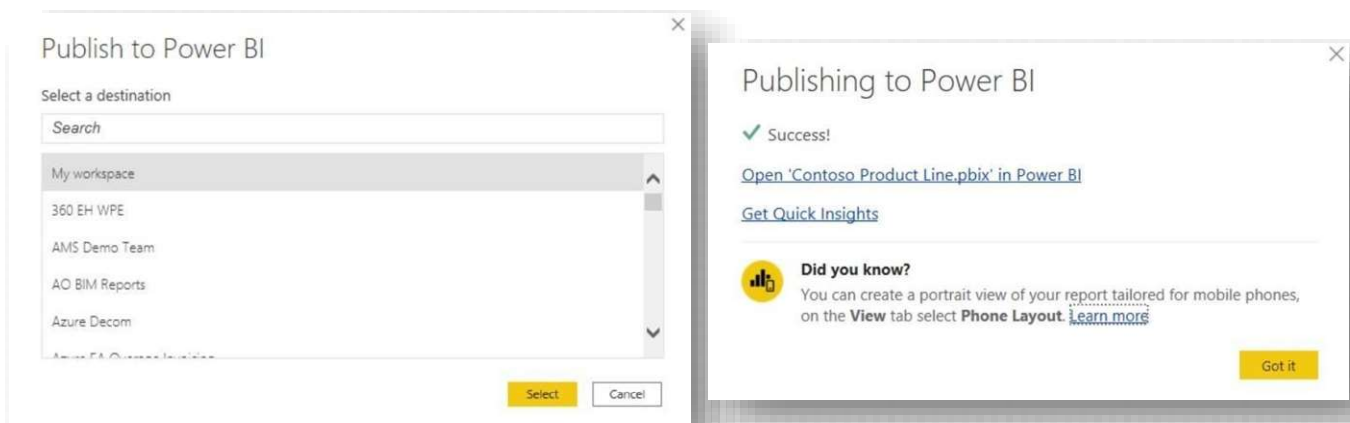 Publish to Power BI
Select a destination
Search
My workspace
360 EH WPE
AMS Demo Team
AO BIM Reports
Azure Decom
Select
Cancel
Publishing to Power BI
Success!
Open 'Contoso Product Line.pbix' in Power BI
Get Quick Insights
Did you know?
You can create a portrait view of your report tailored for mobile phones,
on the View tab select Phone Layout. Learn more
Got it